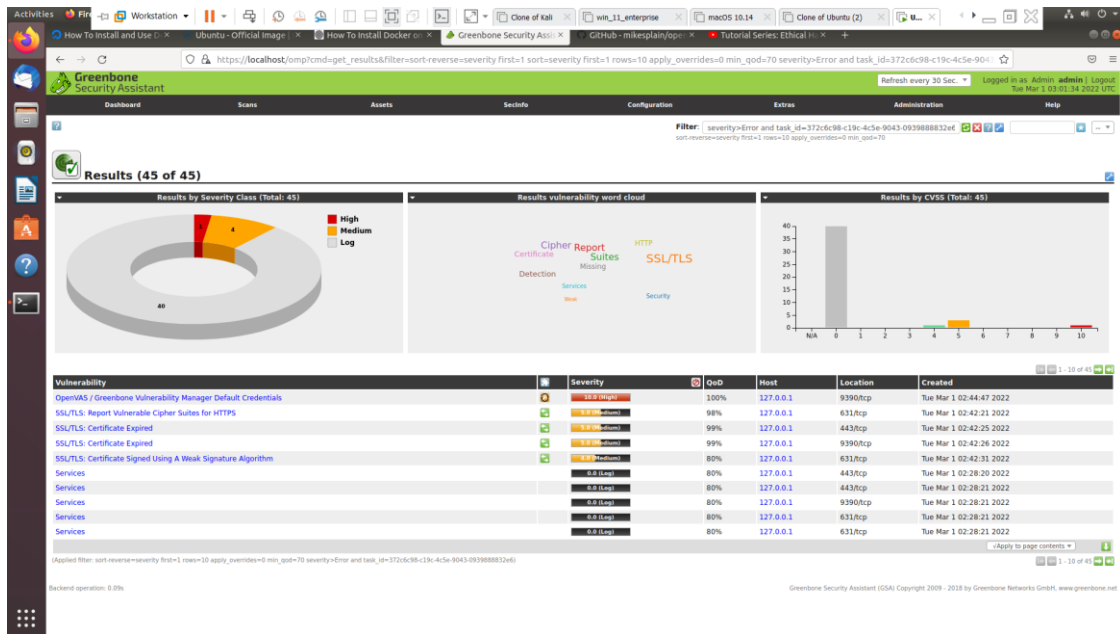 Activities
Workstation
Clone of Kali
win_11_enterprise
macOS 10.14
Clone of Ubuntu (2)
How To Install and Use D
Ubuntu - Official Image
How To Install Docker on
Greenbone Security Assis
GitHub - mikesplain/open
Tutorial Series: Ethical Ha
https://localhost/omp?cmd=get_results&filter=sort-reverse=severity first=1 sort=severity first=1 rows=10 apply_overrides=0 min_qod=70 severity>Error and task_id=372c6c98-c19c-4c5e-904
Greenbone
Security Assistant
Refresh every 30 Sec.
Logged in as Admin admin | Logout
Tue Mar 1 03:01:34 2022 UTC
Dashboard Scans Assets SecInfo Configuration Extras Administration Help
Filter: severity>Error and task_id=372c6c98-c19c-4c5e-9043-0939888832e6
sort-reverse=severity first=1 rows=10 apply_overrides=0 min_qod=70
--
Results (45 of 45)
Results by Severity Class (Total: 45)
1
4
40
High
Medium
Log
Results vulnerability word cloud
Cipher Report HTTP
Certificate Suites SSL/TLS
Missing
Detection
Services
Weak Security
Results by CVSS (Total: 45)
40
35
30
25
20
15
10
5
0
N/A 0 1 2 3 4 5 6 7 8 9 10
1 - 10 of 45
Vulnerability Severity QoD Host Location Created
OpenVAS / Greenbone Vulnerability Manager Default Credentials 10.0 (High) 100% 127.0.0.1 9390/tcp Tue Mar 1 02:44:47 2022
SSL/TLS: Report Vulnerable Cipher Suites for HTTPS 5.0 (Medium) 98% 127.0.0.1 631/tcp Tue Mar 1 02:42:21 2022
SSL/TLS: Certificate Expired 5.0 (Medium) 99% 127.0.0.1 443/tcp Tue Mar 1 02:42:25 2022
SSL/TLS: Certificate Expired 5.0 (Medium) 99% 127.0.0.1 9390/tcp Tue Mar 1 02:42:26 2022
SSL/TLS: Certificate Signed Using A Weak Signature Algorithm 4.0 (Medium) 80% 127.0.0.1 631/tcp Tue Mar 1 02:42:31 2022
Services 0.0 (Log) 80% 127.0.0.1 443/tcp Tue Mar 1 02:28:20 2022
Services 0.0 (Log) 80% 127.0.0.1 443/tcp Tue Mar 1 02:28:21 2022
Services 0.0 (Log) 80% 127.0.0.1 9390/tcp Tue Mar 1 02:28:21 2022
Services 0.0 (Log) 80% 127.0.0.1 631/tcp Tue Mar 1 02:28:21 2022
Services 0.0 (Log) 80% 127.0.0.1 631/tcp Tue Mar 1 02:28:21 2022
√Apply to page contents
(Applied filter: sort-reverse=severity first=1 rows=10 apply_overrides=0 min_qod=70 severity>Error and task_id=372c6c98-c19c-4c5e-9043-0939888832e6)
1 - 10 of 45
Backend operation: 0.09s
Greenbone Security Assistant (GSA) Copyright 2009 - 2018 by Greenbone Networks GmbH, www.greenbone.net